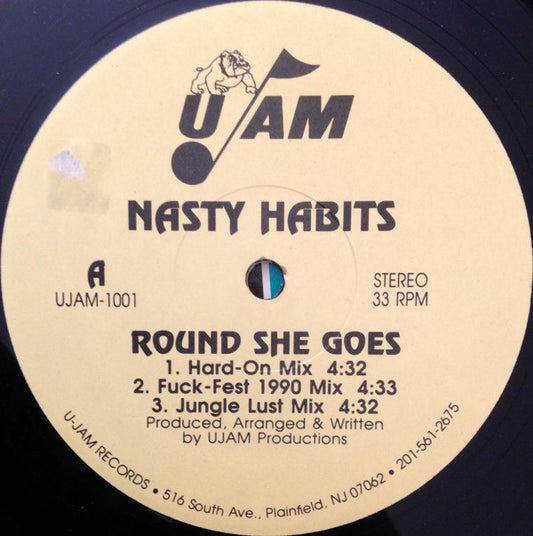 U JAM
NASTY HABITS
A
UJAM-1001
STEREO
33 RPM
ROUND SHE GOES
1. Hard-On Mix 4:32
2. Fuck-Fest 1990 Mix 4:33
3. Jungle Lust Mix 4:32
Produced, Arranged & Written
by UJAM Productions
U-JAM RECORDS • 516 South Ave., Plainfield, NJ 07062 • 201-561-2675